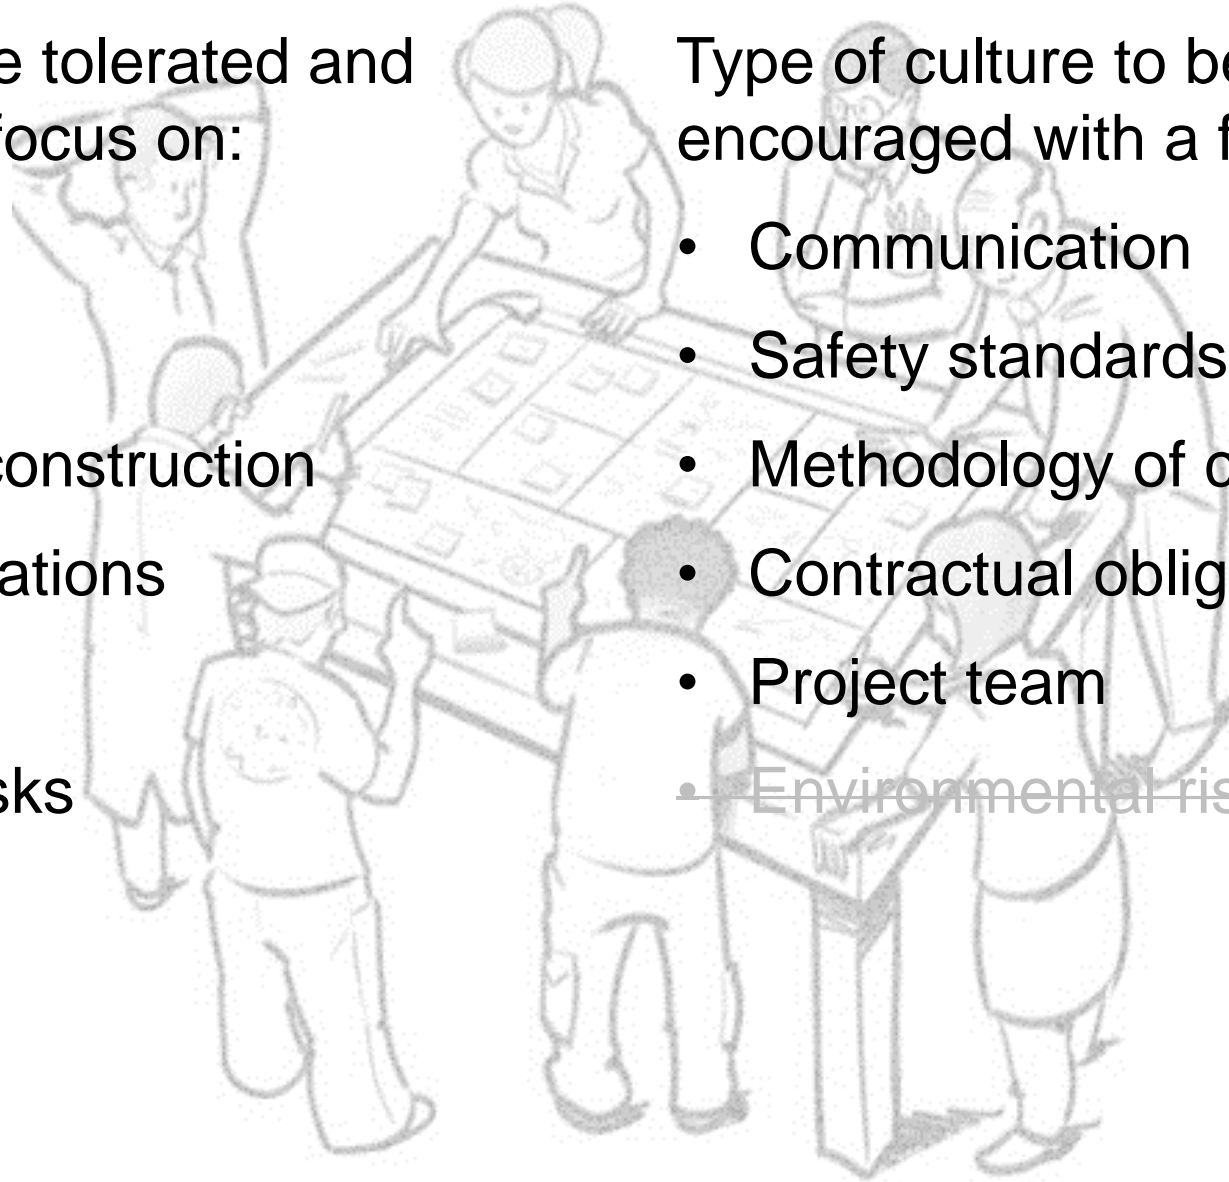 e tolerated and
focus on:
construction
ations
sks
Type of culture to be
encouraged with a f
• Communication
• Safety standards
• Methodology of c
• Contractual oblig
• Project team
• Environmental ris